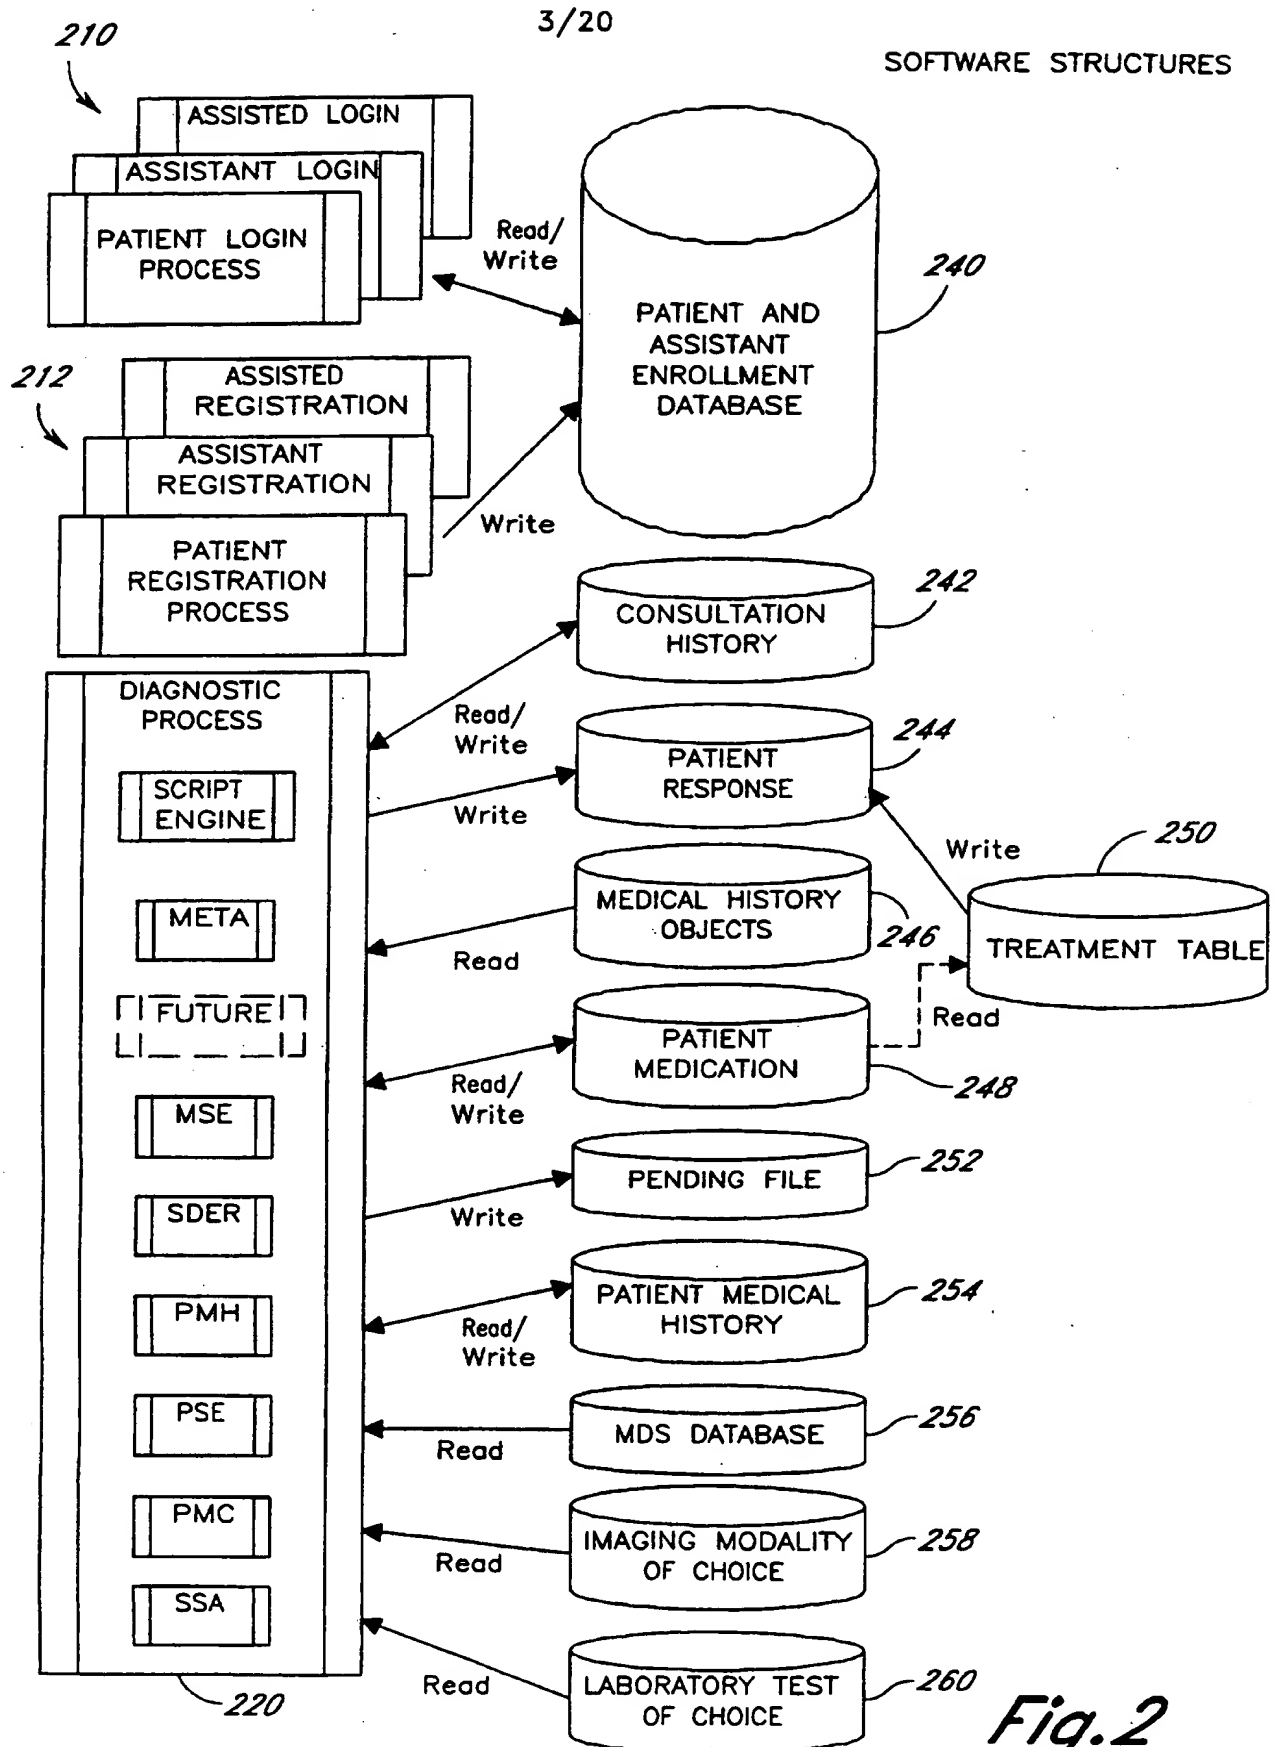 3/20
SOFTWARE STRUCTURES
210
ASSISTED LOGIN
ASSISTANT LOGIN
PATIENT LOGIN
PROCESS
Read/
Write
240
PATIENT AND
ASSISTANT
ENROLLMENT
DATABASE
212
ASSISTED
REGISTRATION
ASSISTANT
REGISTRATION
PATIENT
REGISTRATION
PROCESS
Write
242
CONSULTATION
HISTORY
DIAGNOSTIC
PROCESS
Read/
Write
244
PATIENT
RESPONSE
SCRIPT
ENGINE
Write
Write
250
META
MEDICAL HISTORY
OBJECTS
246
Read
TREATMENT TABLE
FUTURE
Read
PATIENT
MEDICATION
248
Read/
Write
MSE
PENDING FILE
252
SDER
Write
PMH
PATIENT MEDICAL
HISTORY
254
Read/
Write
PSE
MDS DATABASE
256
Read
PMC
IMAGING MODALITY
OF CHOICE
258
Read
SSA
LABORATORY TEST
OF CHOICE
260
Read
220
Fig.2